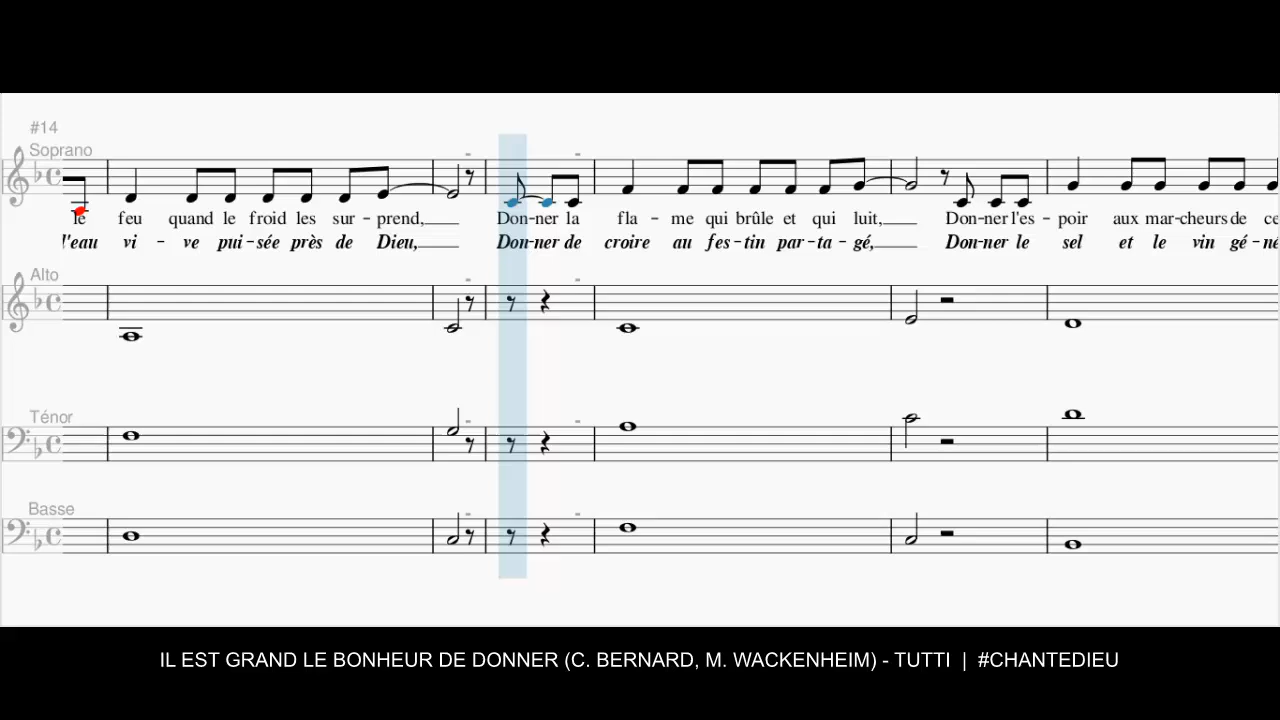 #14
Soprano
le feu quand le froid les sur - prend, Don-ner la fla - me qui brûle et qui luit, Don-ner l'es - poir aux mar-cheurs de ce
l'eau vi - ve pui-sée près de Dieu, Don-ner de croire au fes-tin par-ta-gé, Don-ner le sel et le vin gé-né
Alto
Ténor
Basse
IL EST GRAND LE BONHEUR DE DONNER (C. BERNARD, M. WACKENHEIM) - TUTTI | #CHANTEDIEU